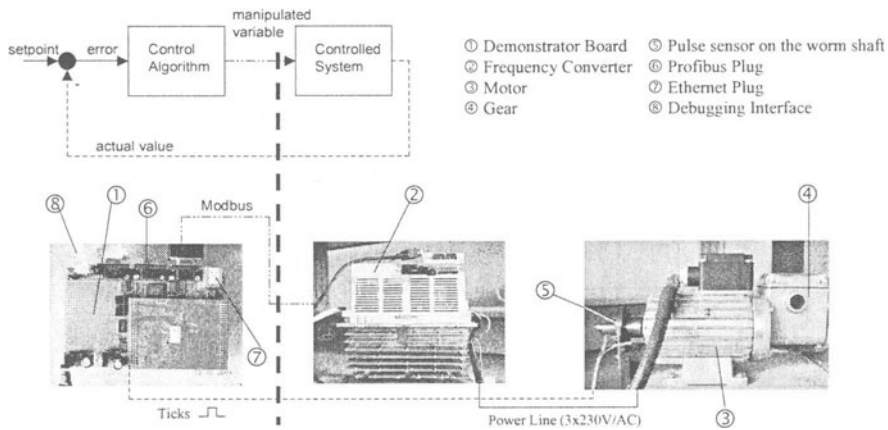 manipulated
variable
setpoint
error
Control
Algorithm
Controlled
System
-
actual value
① Demonstrator Board
② Frequency Converter
③ Motor
④ Gear
⑤ Pulse sensor on the worm shaft
⑥ Profibus Plug
⑦ Ethernet Plug
⑧ Debugging Interface
⑧
①
⑥
Modbus
②
④
⑤
⑦
③
Ticks
Power Line (3x230V/AC)